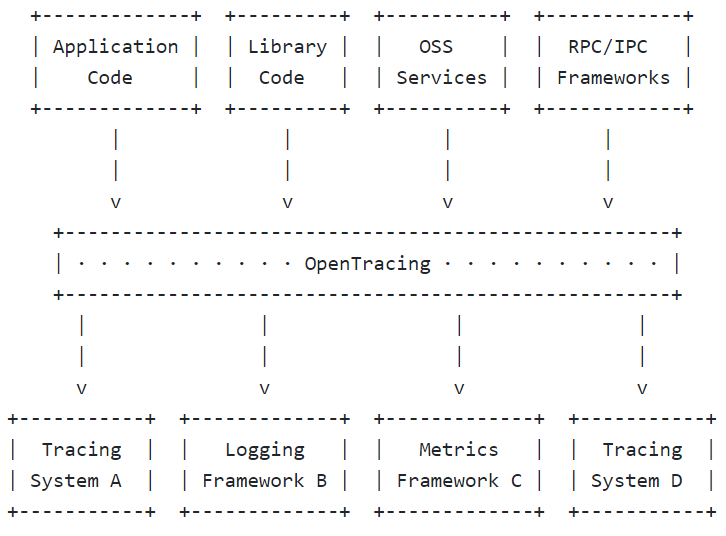 +-------------+  +---------+  +----------+  +------------+
| Application |  | Library |  |   OSS    |  |  RPC/IPC   |
|    Code     |  |  Code   |  | Services |  | Frameworks |
+-------------+  +---------+  +----------+  +------------+
       |              |             |             |
       |              |             |             |
       v              v             v             v
  +-----------------------------------------------------+
  | · · · · · · · · · · OpenTracing · · · · · · · · · · |
  +-----------------------------------------------------+
    |               |                |               |
    |               |                |               |
    v               v                v               v
+-----------+  +-------------+  +-------------+  +-----------+
|  Tracing  |  |   Logging   |  |   Metrics   |  |  Tracing  |
| System A  |  | Framework B |  | Framework C |  | System D  |
+-----------+  +-------------+  +-------------+  +-----------+